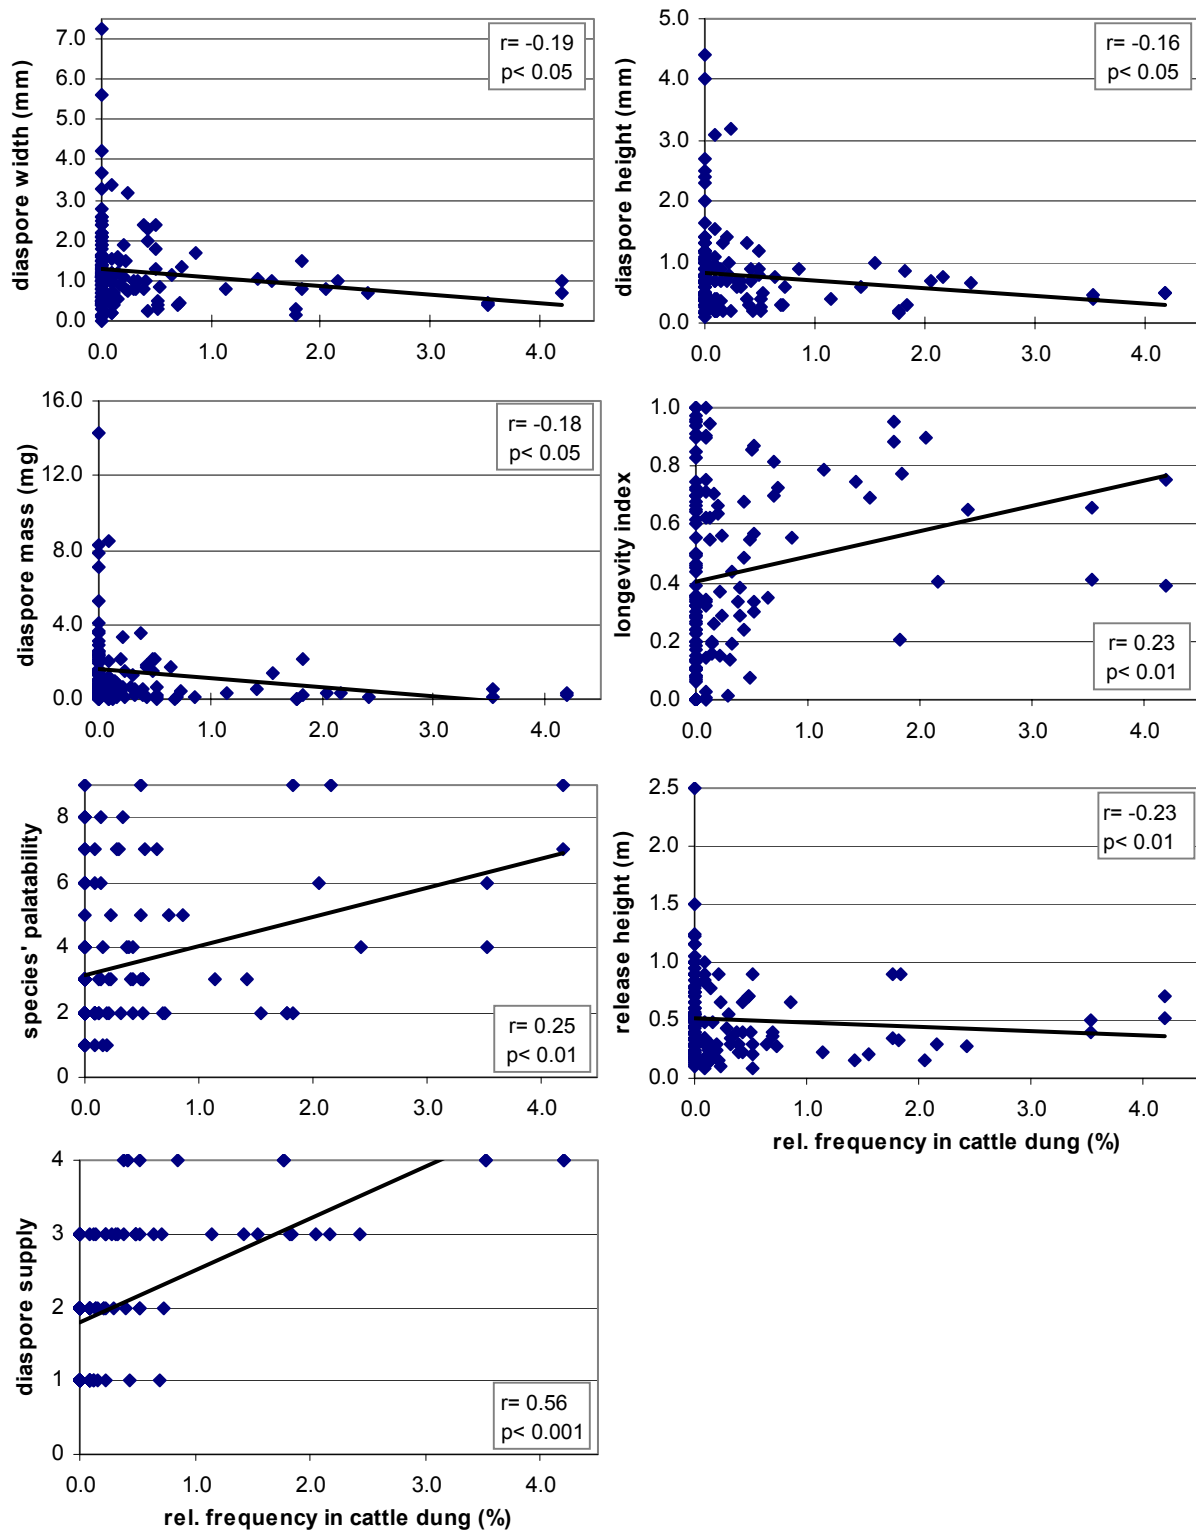 diaspore width (mm)
7.0
6.0
5.0
4.0
3.0
2.0
1.0
0.0
r= -0.19
p< 0.05
0.0 1.0 2.0 3.0 4.0
diaspore height (mm)
5.0
4.0
3.0
2.0
1.0
0.0
r= -0.16
p< 0.05
0.0 1.0 2.0 3.0 4.0
diaspore mass (mg)
16.0
12.0
8.0
4.0
0.0
r= -0.18
p< 0.05
0.0 1.0 2.0 3.0 4.0
longevity index
1.0
0.8
0.6
0.4
0.2
0.0
r= 0.23
p< 0.01
0.0 1.0 2.0 3.0 4.0
species' palatability
8
6
4
2
0
r= 0.25
p< 0.01
0.0 1.0 2.0 3.0 4.0
release height (m)
2.5
2.0
1.5
1.0
0.5
0.0
r= -0.23
p< 0.01
0.0 1.0 2.0 3.0 4.0
rel. frequency in cattle dung (%)
diaspore supply
4
3
2
1
0
r= 0.56
p< 0.001
0.0 1.0 2.0 3.0 4.0
rel. frequency in cattle dung (%)